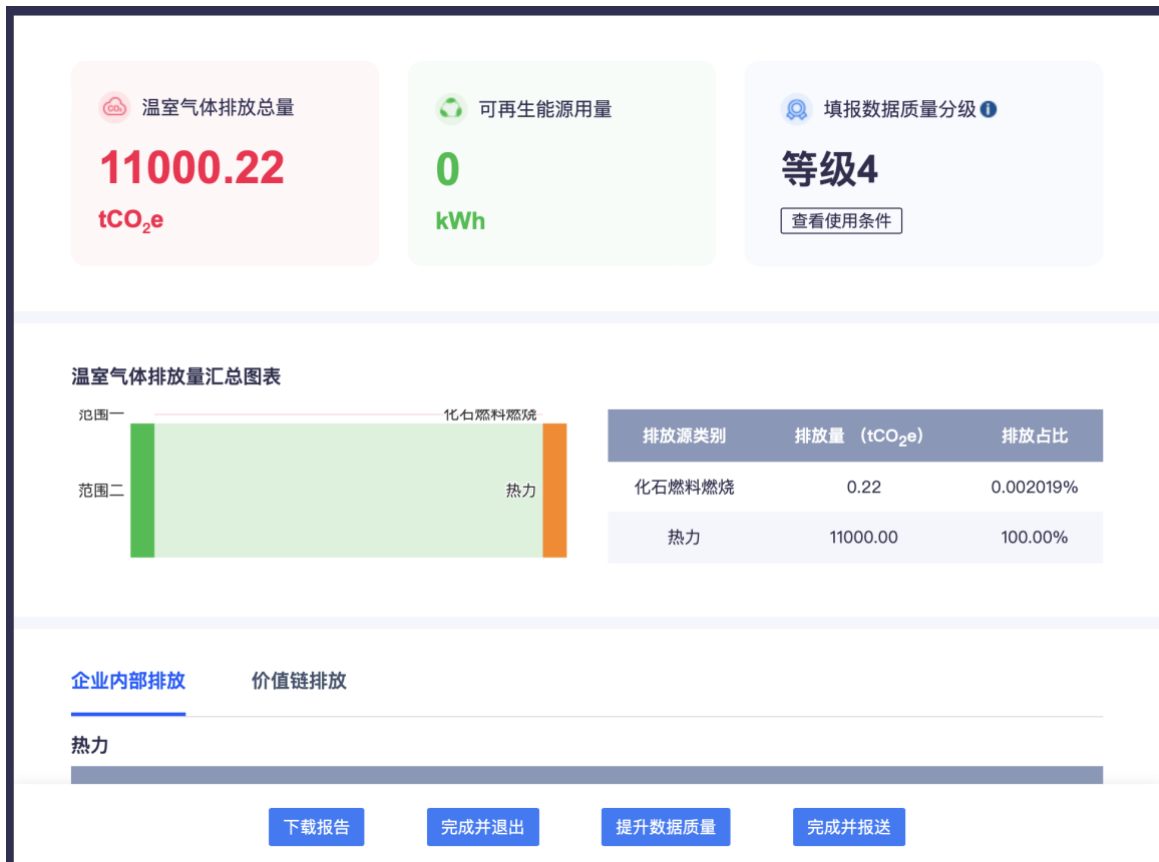 温室气体排放总量
11000.22
tCO₂e
可再生能源用量
0
kWh
填报数据质量分级
等级4
查看使用条件
温室气体排放量汇总图表
范围一
化石燃料燃烧
范围二
热力
排放源类别 排放量 （tCO₂e） 排放占比
化石燃料燃烧 0.22 0.002019%
热力 11000.00 100.00%
企业内部排放 价值链排放
热力
下载报告 完成并退出 提升数据质量 完成并报送